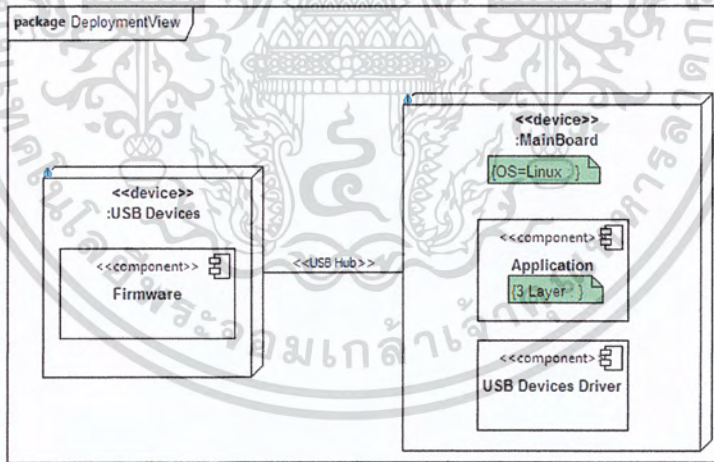 package DeploymentView
<<device>>
:USB Devices
<<component>>
Firmware
<<USB Hub>>
<<device>>
:MainBoard
{OS=Linux }
<<component>
Application
{3 Layer }
<<component>
USB Devices Driver